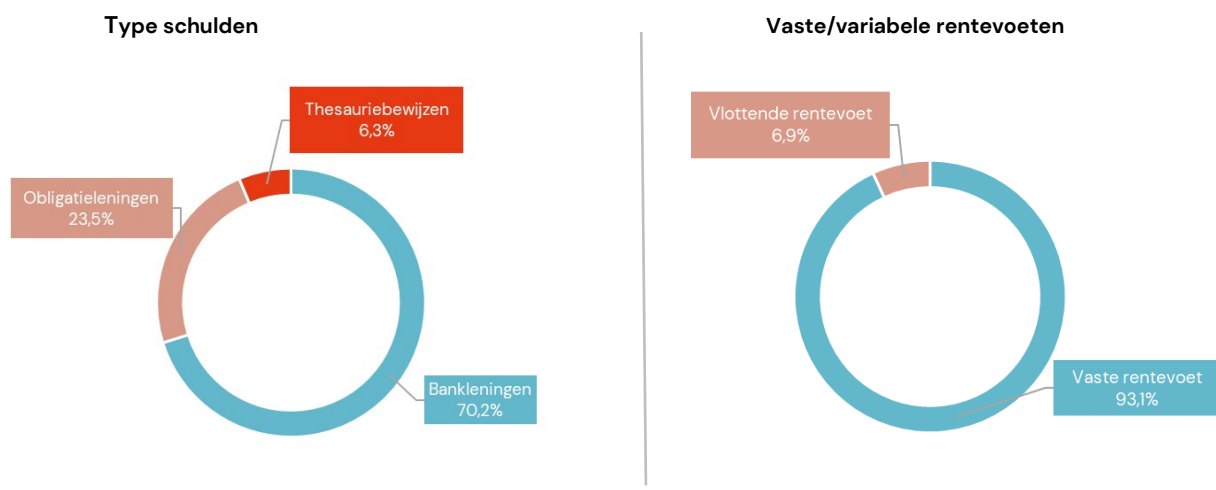 Type schulden
Thesauriebewijzen
6,3%
Obligatieleningen
23,5%
Bankleningen
70,2%
Vaste/variabele rentevoeten
Vlottende rentevoet
6,9%
Vaste rentevoet
93,1%